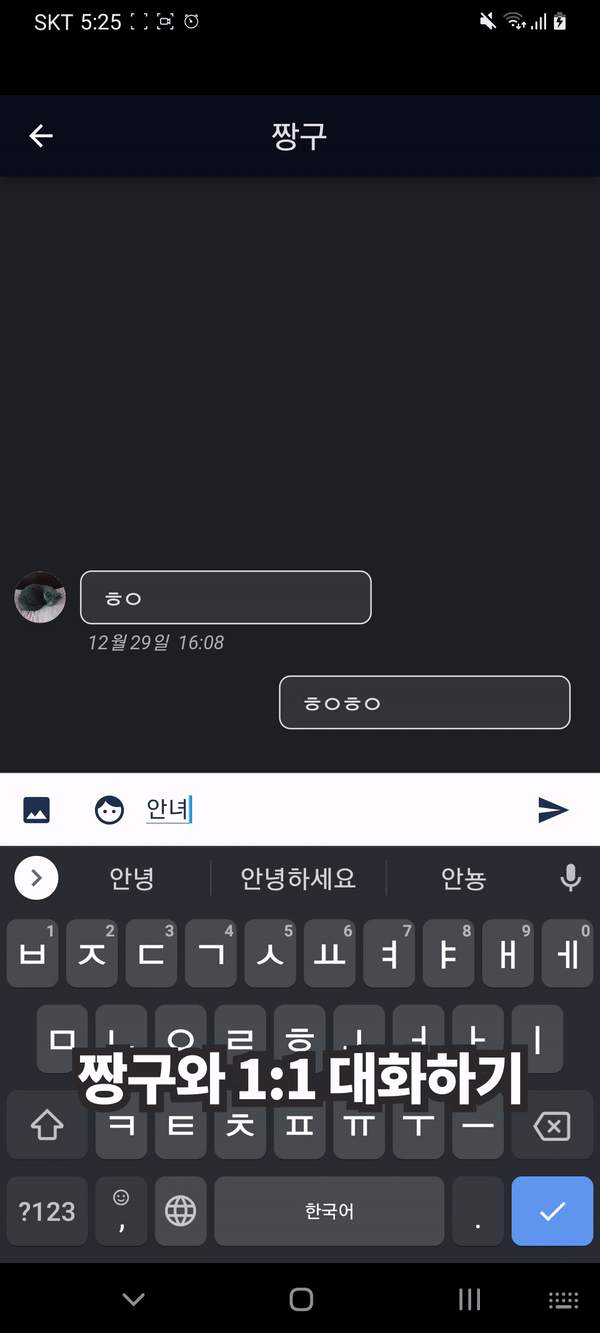 SKT 5:25
짱구
ㅎㅇ
12월 29일 16:08
ㅎㅇㅎㅇ
안녀
안녕 안녕하세요 안뇽
1 2 3 4 5 6 7 8 9 0
ㅂ ㅈ ㄷ ㄱ ㅅ ㅛ ㅕ ㅑ ㅐ ㅔ
ㅁ ㄴ ㅇ ㄹ ㅎ ㅗ ㅓ ㅏ ㅣ
짱구와 1:1 대화하기
ㅋ ㅌ ㅊ ㅍ ㅠ ㅜ ㅡ
?123 , 한국어 .